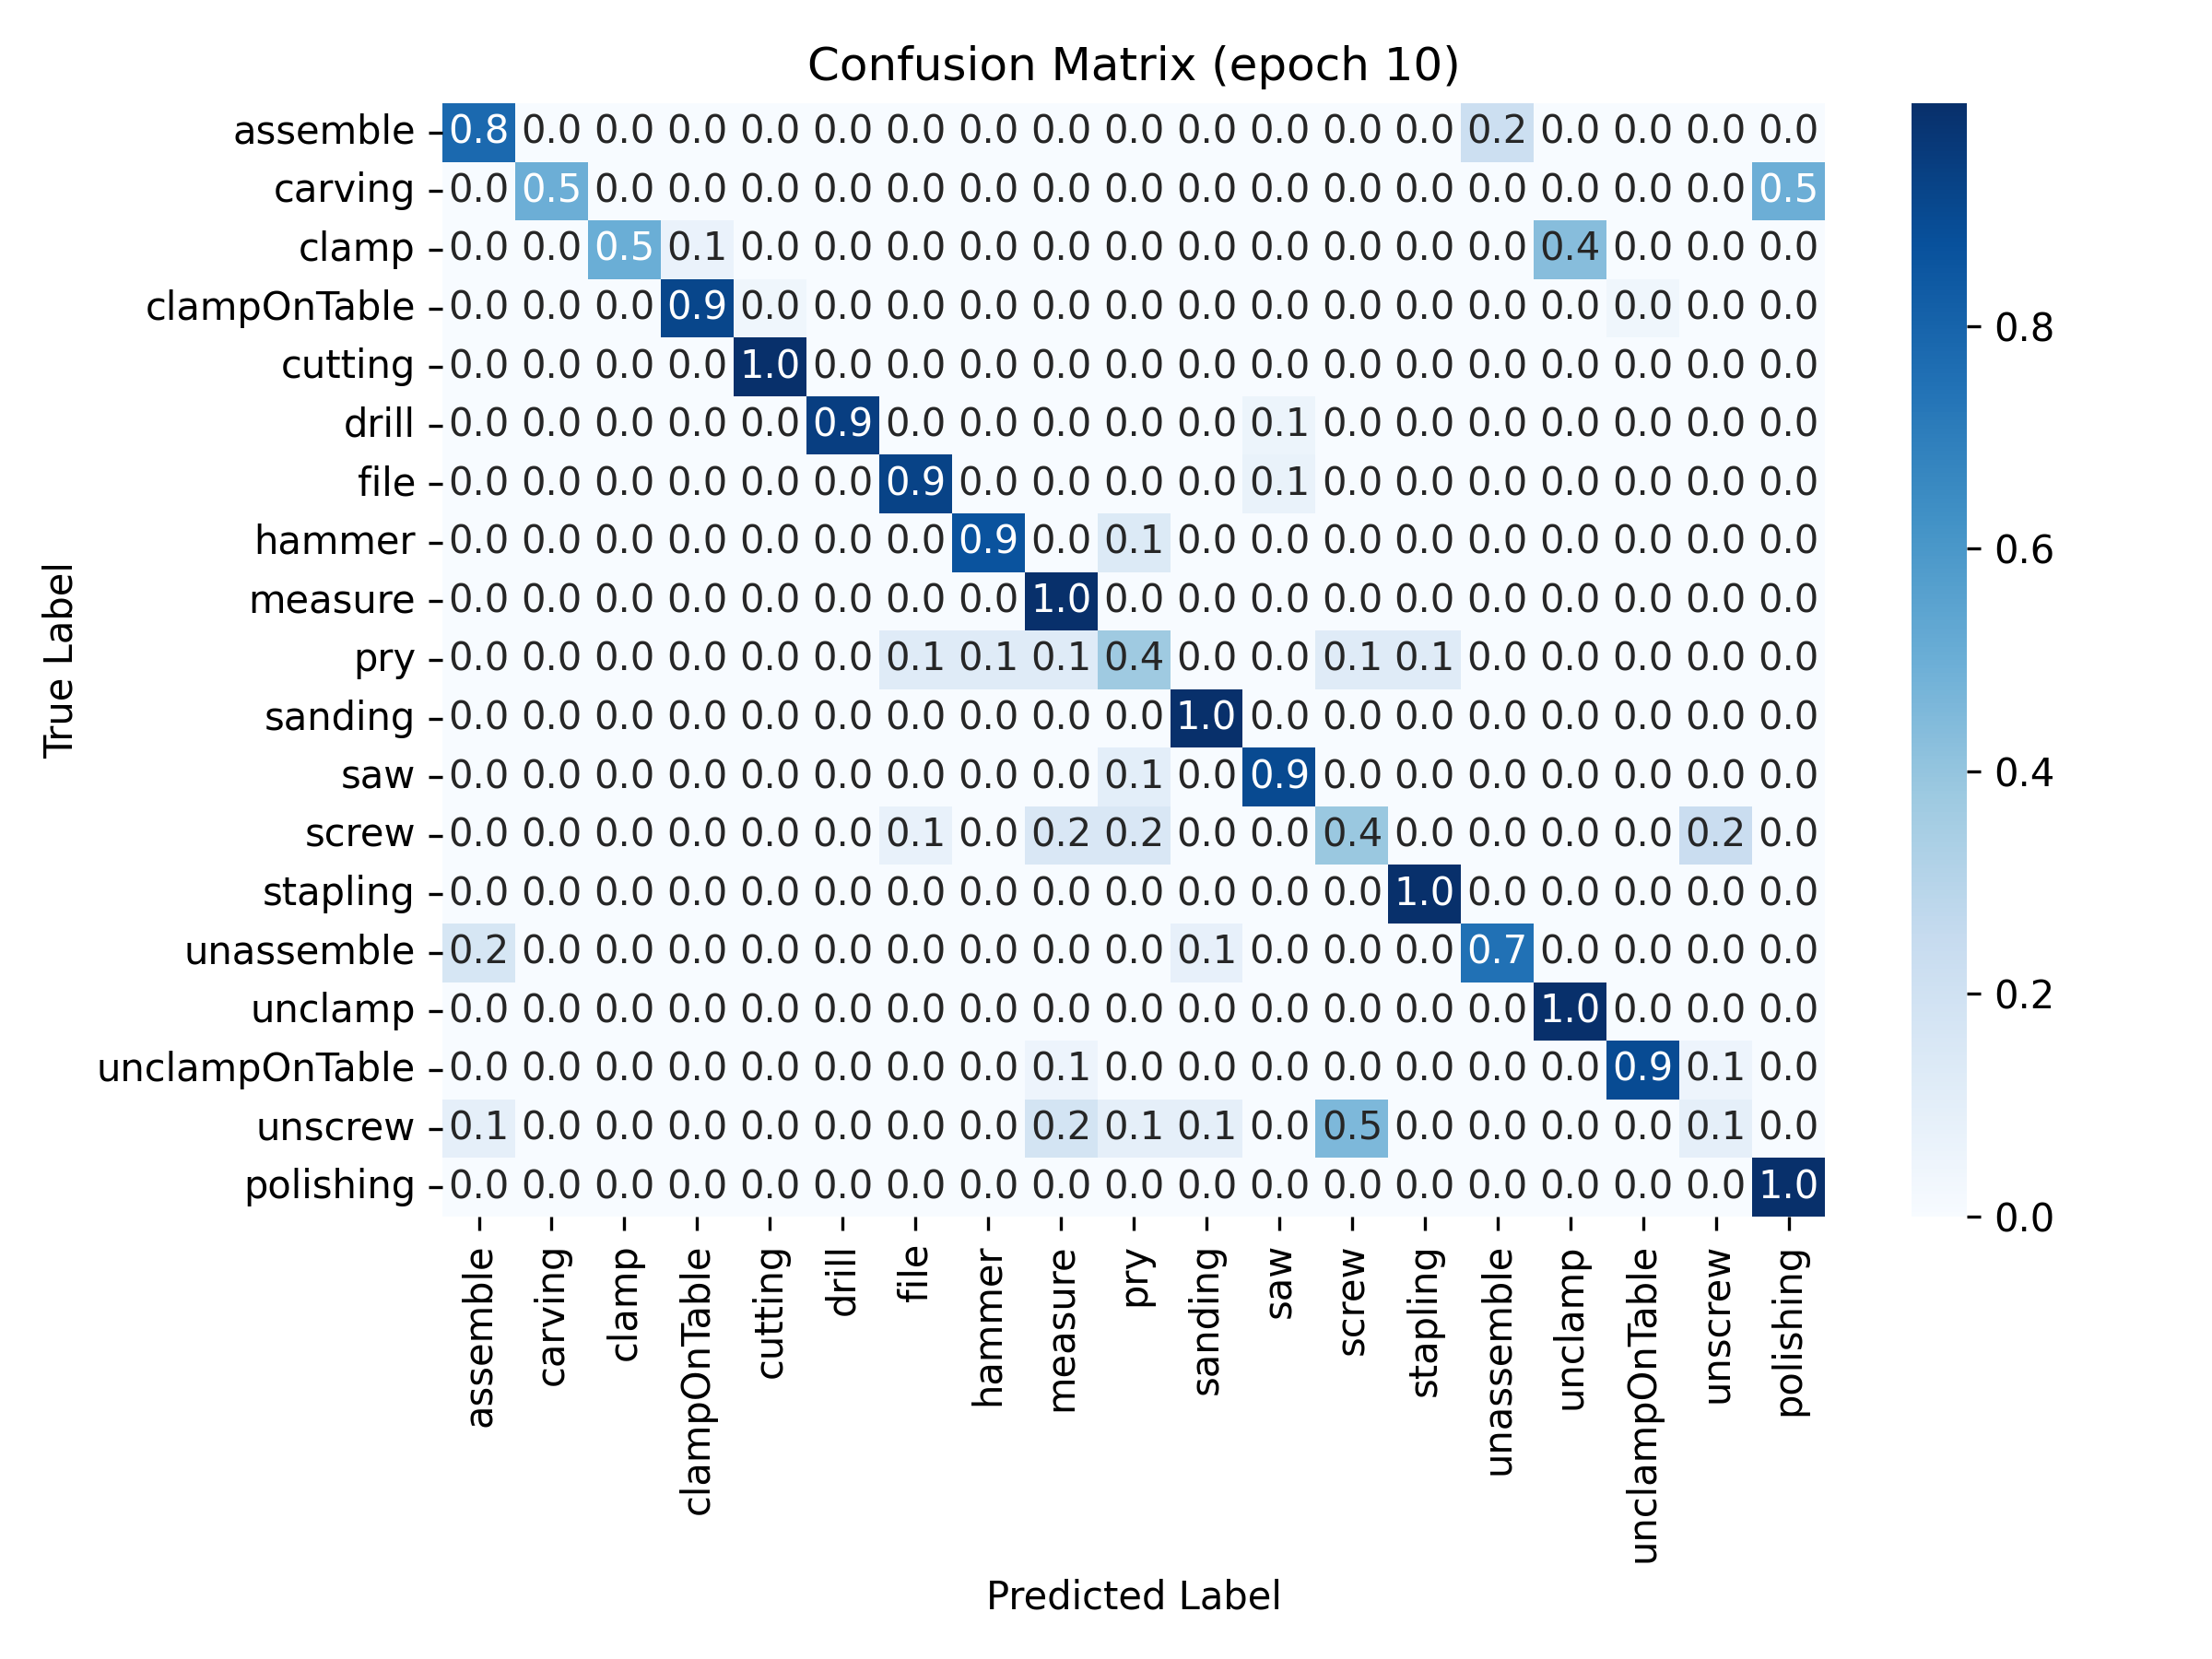 Confusion Matrix (epoch 10)
True Label
assemble 0.8 0.0 0.0 0.0 0.0 0.0 0.0 0.0 0.0 0.0 0.0 0.0 0.0 0.0 0.2 0.0 0.0 0.0 0.0
carving 0.0 0.5 0.0 0.0 0.0 0.0 0.0 0.0 0.0 0.0 0.0 0.0 0.0 0.0 0.0 0.0 0.0 0.0 0.5
clamp 0.0 0.0 0.5 0.1 0.0 0.0 0.0 0.0 0.0 0.0 0.0 0.0 0.0 0.0 0.0 0.4 0.0 0.0 0.0
clampOnTable 0.0 0.0 0.0 0.9 0.0 0.0 0.0 0.0 0.0 0.0 0.0 0.0 0.0 0.0 0.0 0.0 0.0 0.0 0.0
cutting 0.0 0.0 0.0 0.0 1.0 0.0 0.0 0.0 0.0 0.0 0.0 0.0 0.0 0.0 0.0 0.0 0.0 0.0 0.0
drill 0.0 0.0 0.0 0.0 0.0 0.9 0.0 0.0 0.0 0.0 0.0 0.1 0.0 0.0 0.0 0.0 0.0 0.0 0.0
file 0.0 0.0 0.0 0.0 0.0 0.0 0.9 0.0 0.0 0.0 0.0 0.1 0.0 0.0 0.0 0.0 0.0 0.0 0.0
hammer 0.0 0.0 0.0 0.0 0.0 0.0 0.0 0.9 0.0 0.1 0.0 0.0 0.0 0.0 0.0 0.0 0.0 0.0 0.0
measure 0.0 0.0 0.0 0.0 0.0 0.0 0.0 0.0 1.0 0.0 0.0 0.0 0.0 0.0 0.0 0.0 0.0 0.0 0.0
pry 0.0 0.0 0.0 0.0 0.0 0.0 0.1 0.1 0.1 0.4 0.0 0.0 0.1 0.1 0.0 0.0 0.0 0.0 0.0
sanding 0.0 0.0 0.0 0.0 0.0 0.0 0.0 0.0 0.0 0.0 1.0 0.0 0.0 0.0 0.0 0.0 0.0 0.0 0.0
saw 0.0 0.0 0.0 0.0 0.0 0.0 0.0 0.0 0.0 0.1 0.0 0.9 0.0 0.0 0.0 0.0 0.0 0.0 0.0
screw 0.0 0.0 0.0 0.0 0.0 0.0 0.1 0.0 0.2 0.2 0.0 0.0 0.4 0.0 0.0 0.0 0.0 0.2 0.0
stapling 0.0 0.0 0.0 0.0 0.0 0.0 0.0 0.0 0.0 0.0 0.0 0.0 0.0 1.0 0.0 0.0 0.0 0.0 0.0
unassemble 0.2 0.0 0.0 0.0 0.0 0.0 0.0 0.0 0.0 0.0 0.1 0.0 0.0 0.0 0.7 0.0 0.0 0.0 0.0
unclamp 0.0 0.0 0.0 0.0 0.0 0.0 0.0 0.0 0.0 0.0 0.0 0.0 0.0 0.0 0.0 1.0 0.0 0.0 0.0
unclampOnTable 0.0 0.0 0.0 0.0 0.0 0.0 0.0 0.0 0.1 0.0 0.0 0.0 0.0 0.0 0.0 0.0 0.9 0.1 0.0
unscrew 0.1 0.0 0.0 0.0 0.0 0.0 0.0 0.0 0.2 0.1 0.1 0.0 0.5 0.0 0.0 0.0 0.0 0.1 0.0
polishing 0.0 0.0 0.0 0.0 0.0 0.0 0.0 0.0 0.0 0.0 0.0 0.0 0.0 0.0 0.0 0.0 0.0 0.0 1.0
assemble carving clamp clampOnTable cutting drill file hammer measure pry sanding saw screw stapling unassemble unclamp unclampOnTable unscrew polishing
Predicted Label
0.8
0.6
0.4
0.2
0.0